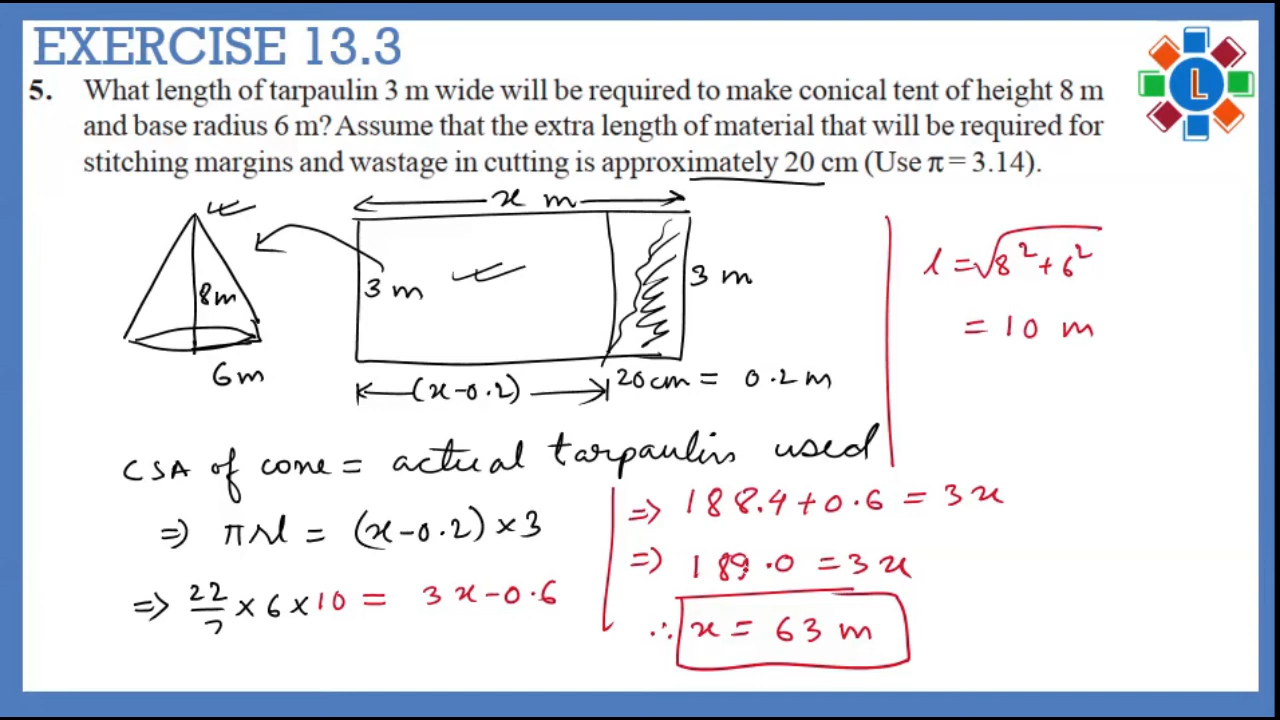 EXERCISE 13.3
L
5. What length of tarpaulin 3 m wide will be required to make conical tent of height 8 m
and base radius 6 m? Assume that the extra length of material that will be required for
stitching margins and wastage in cutting is approximately 20 cm (Use π = 3.14).
x m
8m
6m
3 m
3 m
(x-0.2)
20cm = 0.2m
l = √8²+6²
= 10 m
CSA of cone = actual tarpaulin used
=> πrl = (x-0.2)×3
=> 22/7 × 6 × 10 = 3x-0.6
=> 188.4+0.6 = 3x
=> 189.0 = 3x
∴ x = 63 m